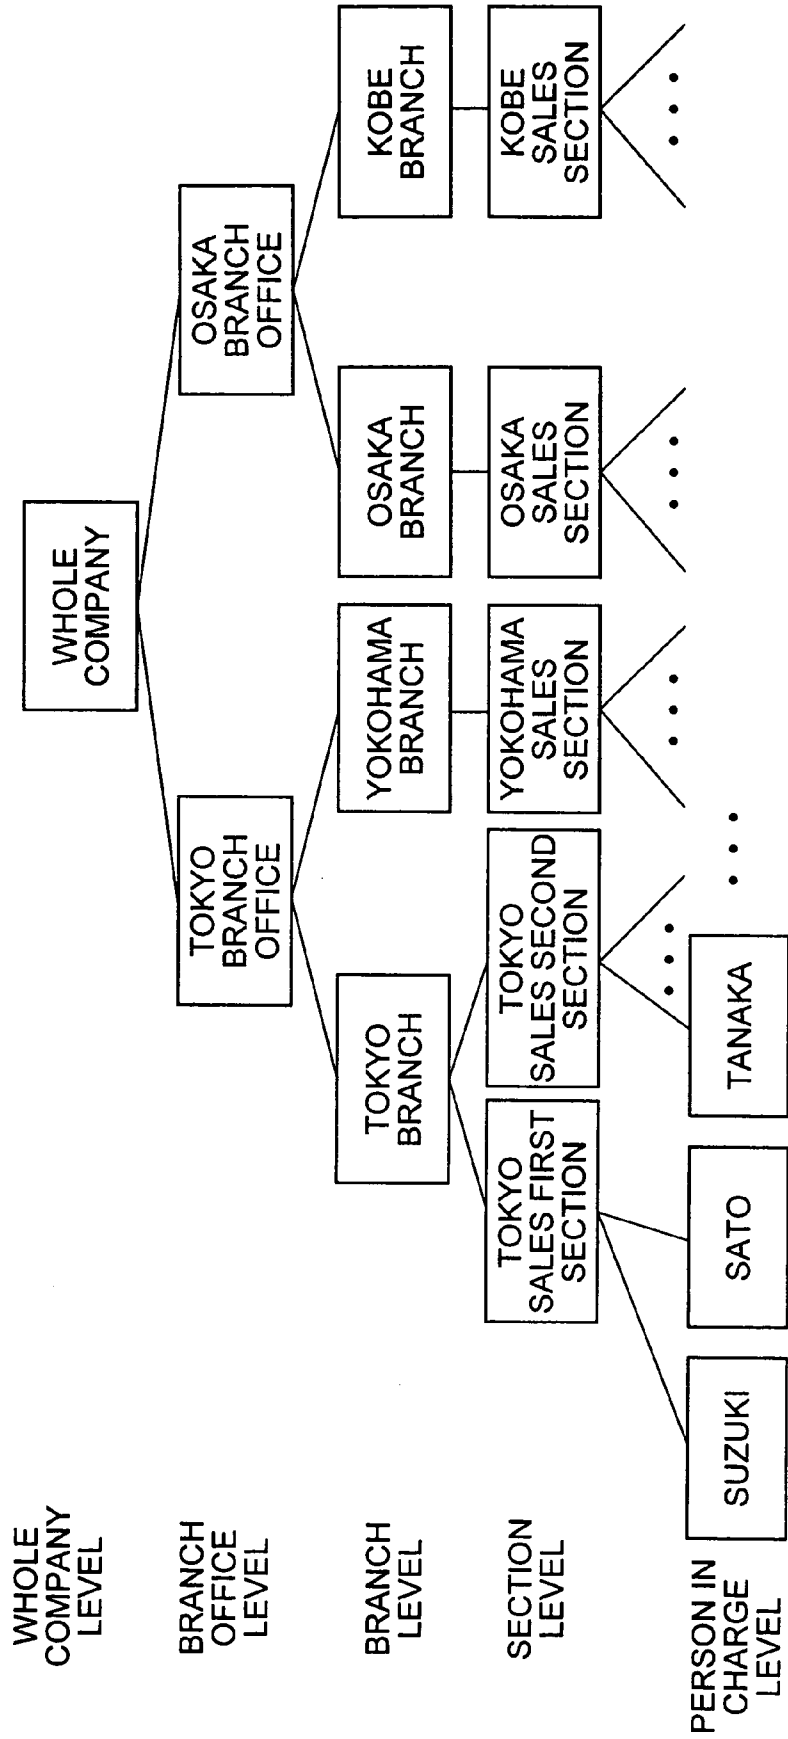 WHOLE
COMPANY
LEVEL
WHOLE
COMPANY
BRANCH
OFFICE
LEVEL
TOKYO
BRANCH
OFFICE
OSAKA
BRANCH
OFFICE
BRANCH
LEVEL
TOKYO
BRANCH
YOKOHAMA
BRANCH
OSAKA
BRANCH
KOBE
BRANCH
SECTION
LEVEL
TOKYO
SALES FIRST
SECTION
TOKYO
SALES SECOND
SECTION
YOKOHAMA
SALES
SECTION
OSAKA
SALES
SECTION
KOBE
SALES
SECTION
PERSON IN
CHARGE
LEVEL
SUZUKI
SATO
TANAKA